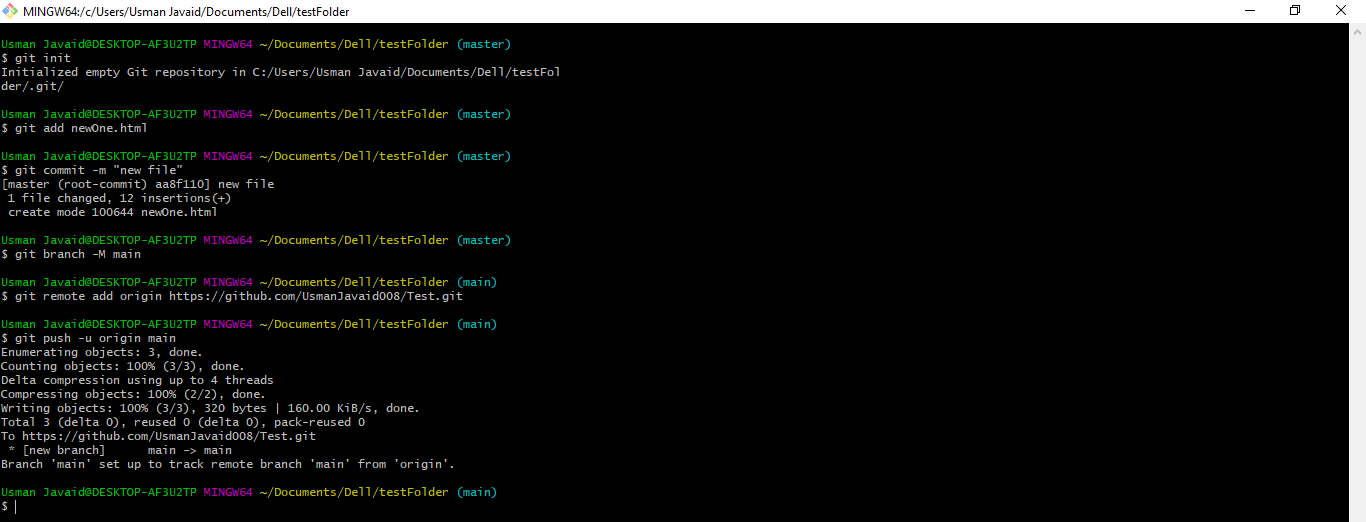 MINGW64:/c/Users/Usman Javaid/Documents/Dell/testFolder
Usman Javaid@DESKTOP-AF3U2TP MINGW64 ~/Documents/Dell/testFolder (master)
$ git init
Initialized empty Git repository in C:/Users/Usman Javaid/Documents/Dell/testFol
der/.git/
Usman Javaid@DESKTOP-AF3U2TP MINGW64 ~/Documents/Dell/testFolder (master)
$ git add newOne.html
Usman Javaid@DESKTOP-AF3U2TP MINGW64 ~/Documents/Dell/testFolder (master)
$ git commit -m "new file"
[master (root-commit) aa8f110] new file
 1 file changed, 12 insertions(+)
 create mode 100644 newOne.html
Usman Javaid@DESKTOP-AF3U2TP MINGW64 ~/Documents/Dell/testFolder (master)
$ git branch -M main
Usman Javaid@DESKTOP-AF3U2TP MINGW64 ~/Documents/Dell/testFolder (main)
$ git remote add origin https://github.com/UsmanJavaid008/Test.git
Usman Javaid@DESKTOP-AF3U2TP MINGW64 ~/Documents/Dell/testFolder (main)
$ git push -u origin main
Enumerating objects: 3, done.
Counting objects: 100% (3/3), done.
Delta compression using up to 4 threads
Compressing objects: 100% (2/2), done.
Writing objects: 100% (3/3), 320 bytes | 160.00 KiB/s, done.
Total 3 (delta 0), reused 0 (delta 0), pack-reused 0
To https://github.com/UsmanJavaid008/Test.git
 * [new branch]      main -> main
Branch 'main' set up to track remote branch 'main' from 'origin'.
Usman Javaid@DESKTOP-AF3U2TP MINGW64 ~/Documents/Dell/testFolder (main)
$